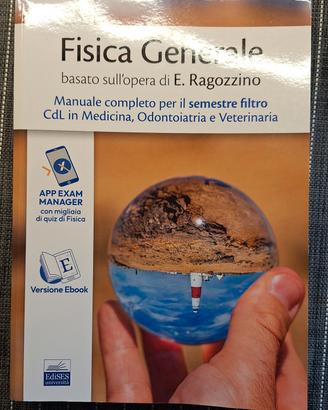 Fisica Generale
basato sull'opera di E. Ragozzino
Manuale completo per il semestre filtro
CdL in Medicina, Odontoiatria e Veterinaria
APP EXAM
MANAGER
con migliaia
di quiz di Fisica
E
Versione Ebook
EdiSES
università